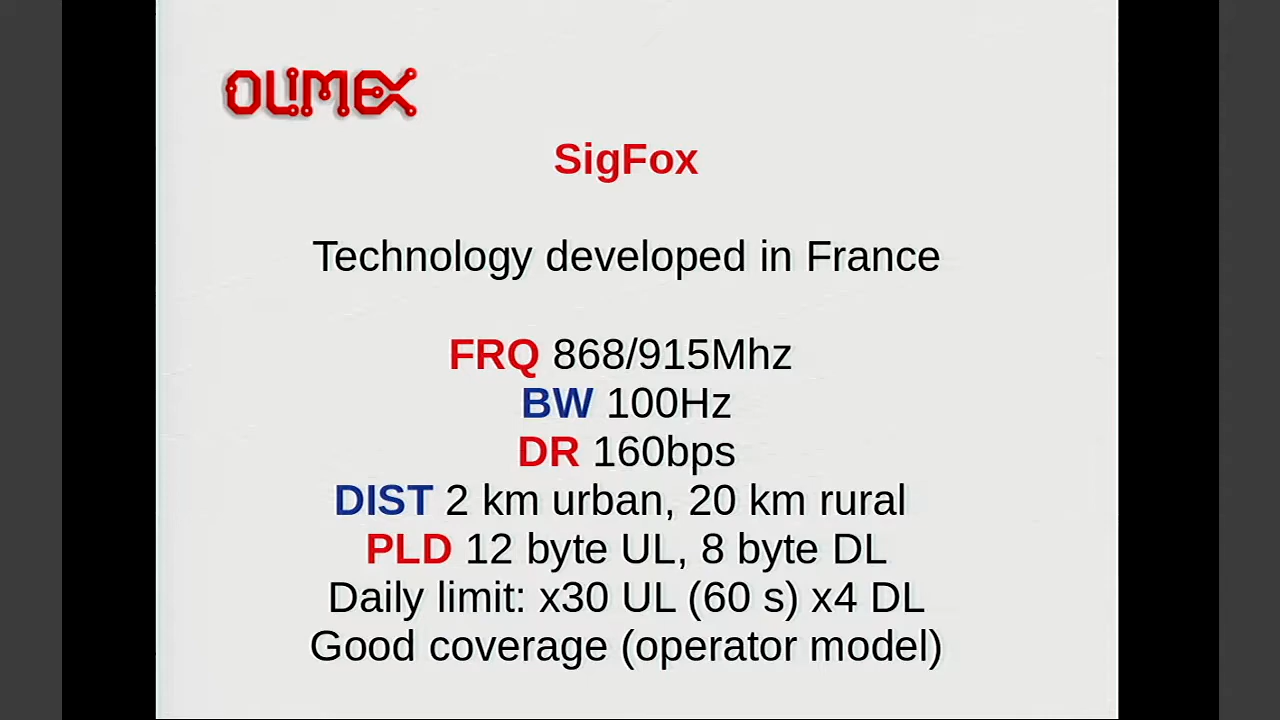 OLIMEX
SigFox
Technology developed in France
FRQ 868/915Mhz
BW 100Hz
DR 160bps
DIST 2 km urban, 20 km rural
PLD 12 byte UL, 8 byte DL
Daily limit: x30 UL (60 s) x4 DL
Good coverage (operator model)